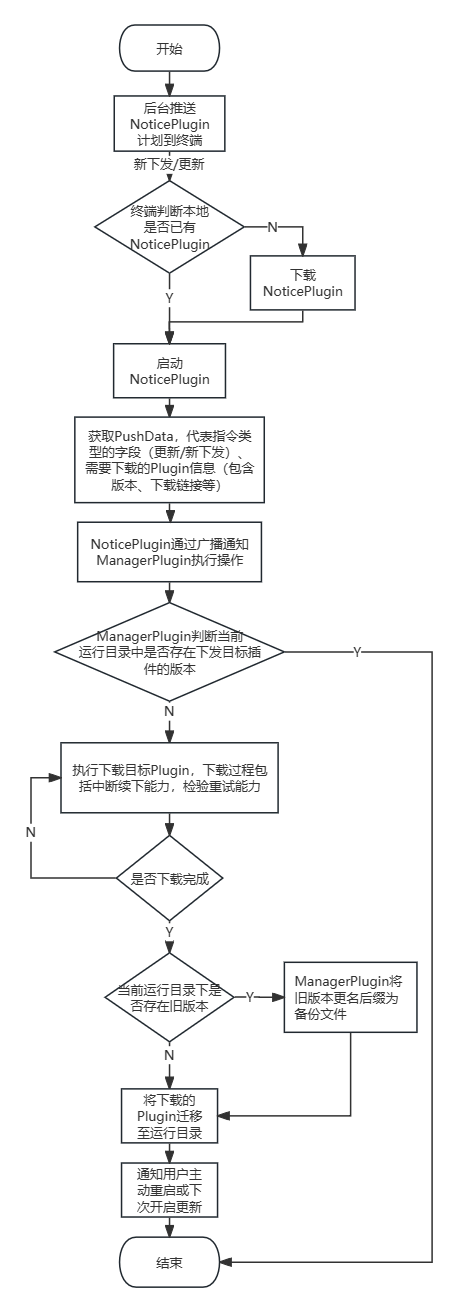 开始
后台推送
NoticePlugin
计划到终端
新下发/更新
终端判断本地
是否已有
NoticePlugin
N
下载
NoticePlugin
Y
启动
NoticePlugin
获取PushData，代表指令类
型的字段（更新/新下发）、
需要下载的Plugin信息（包含
版本、下载链接等）
NoticePlugin通过广播通知
ManagerPlugin执行操作
ManagerPlugin判断当前
运行目录中是否存在下发目标插
件的版本
Y
N
执行下载目标Plugin，下载过程包
括中断续下能力，检验重试能力
N
是否下载完成
Y
当前运行目录下是
否存在旧版本
Y
ManagerPlugin将
旧版本更名后缀为
备份文件
N
将下载的
Plugin迁移
至运行目录
通知用户主
动重启或下
次开启更新
结束